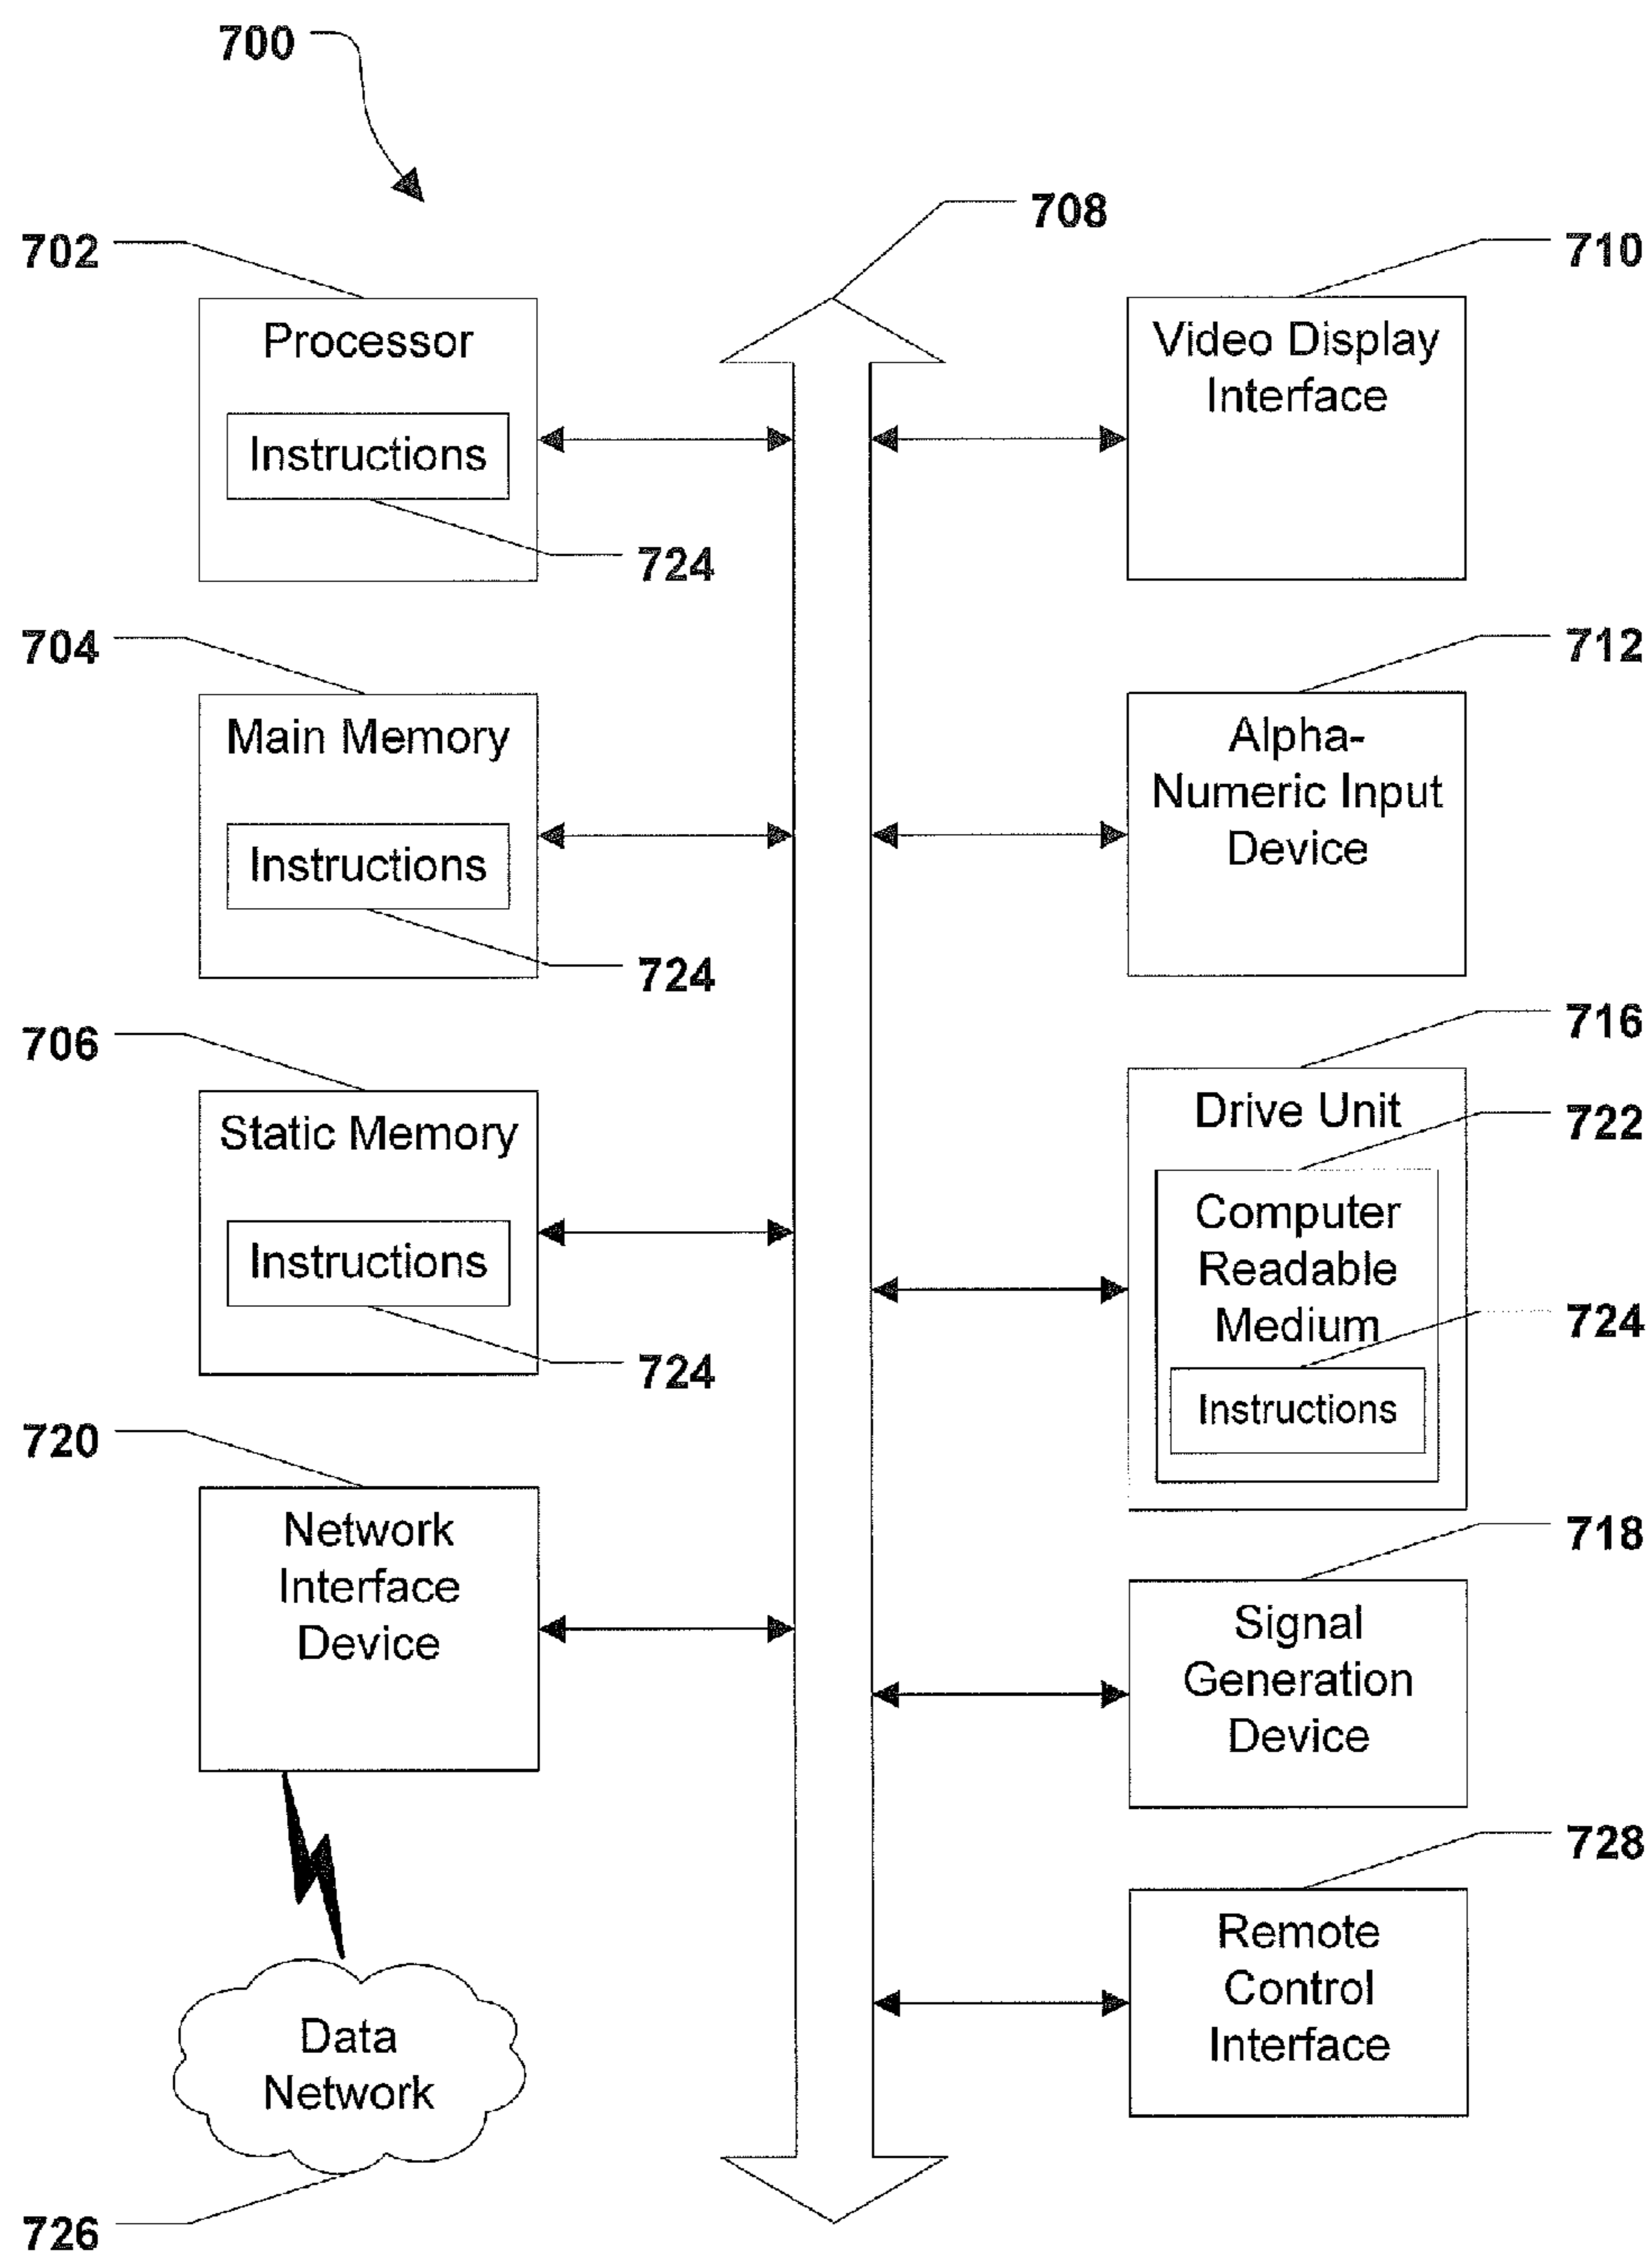 700
708
702
Processor
Instructions
724
704
Main Memory
Instructions
724
706
Static Memory
Instructions
724
720
Network
Interface
Device
Data
Network
726
710
Video Display
Interface
712
Alpha-
Numeric Input
Device
716
Drive Unit
722
Computer
Readable
Medium
724
Instructions
718
Signal
Generation
Device
728
Remote
Control
Interface